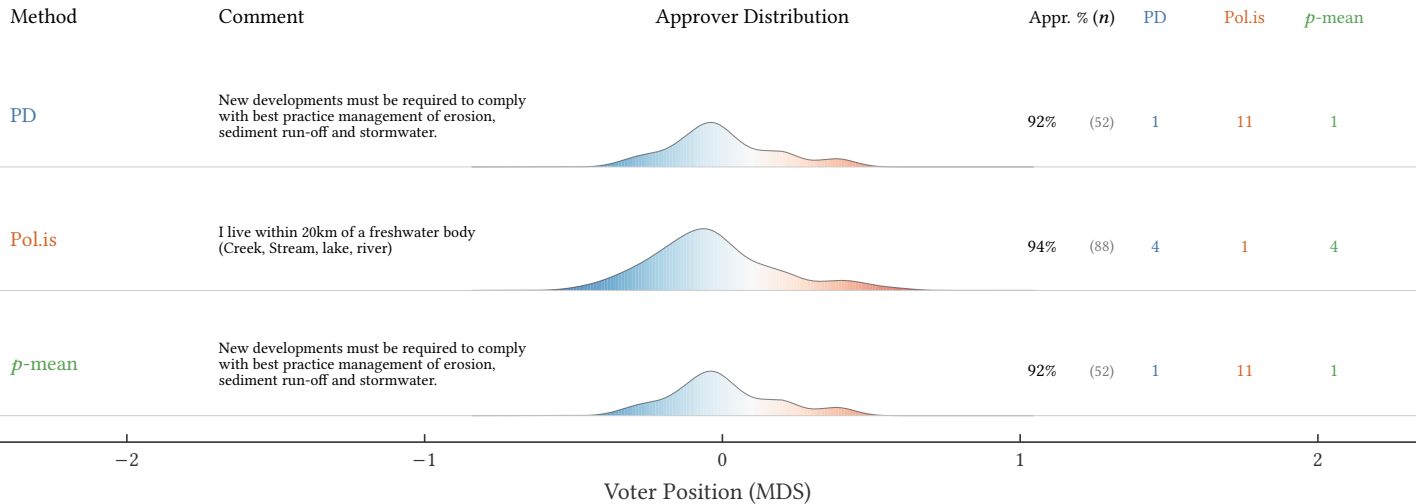 Method Comment Approver Distribution Appr. % (n) PD Pol.is p-mean
New developments must be required to comply
PD with best practice management of erosion, 92% (52) 1 11 1
sediment run-off and stormwater.
Pol.is I live within 20km of a freshwater body 94% (88) 4 1 4
(Creek, Stream, lake, river)
New developments must be required to comply
p-mean with best practice management of erosion, 92% (52) 1 11 1
sediment run-off and stormwater.
−2 −1 0 1 2
Voter Position (MDS)